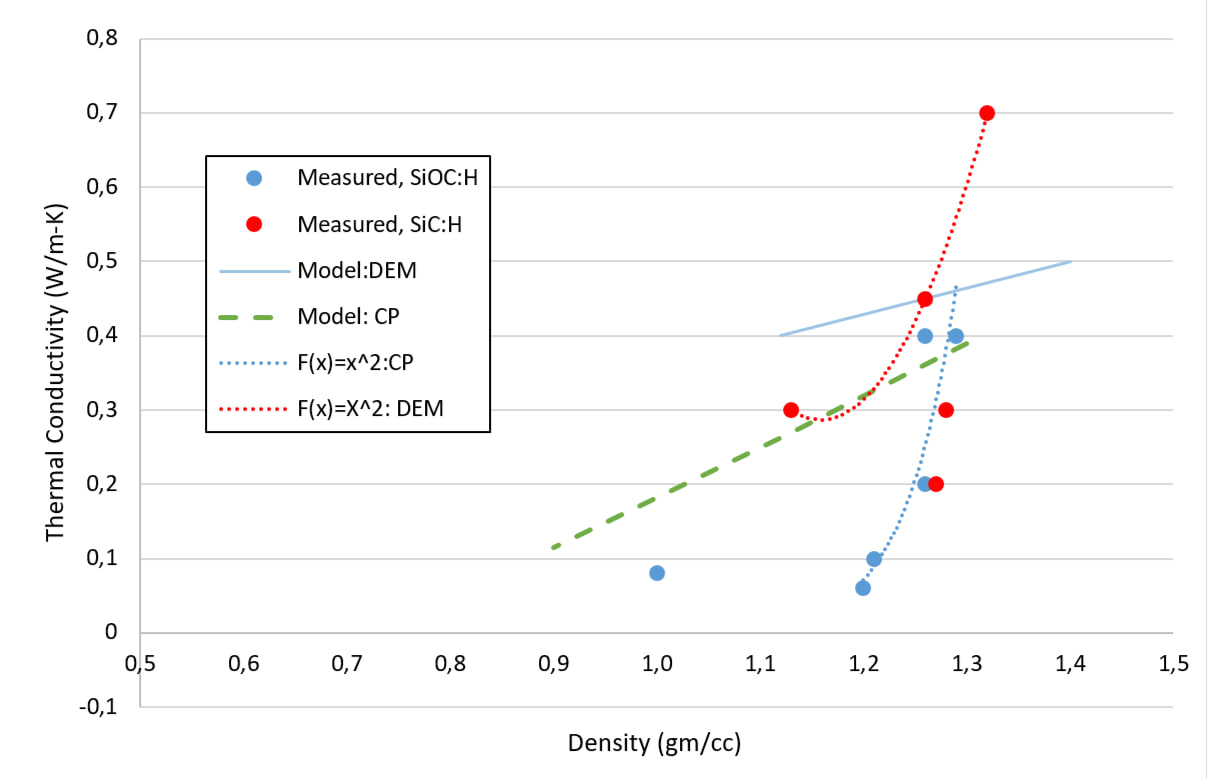 0,8
0,7
0,6
0,5
0,4
0,3
0,2
0,1
0
-0,1
Thermal Conductivity (W/m-K)
Measured, SiOC:H
Measured, SiC:H
Model:DEM
Model: CP
F(x)=x^2:CP
F(x)=X^2: DEM
0,5 0,6 0,7 0,8 0,9 1,0 1,1 1,2 1,3 1,4 1,5
Density (gm/cc)